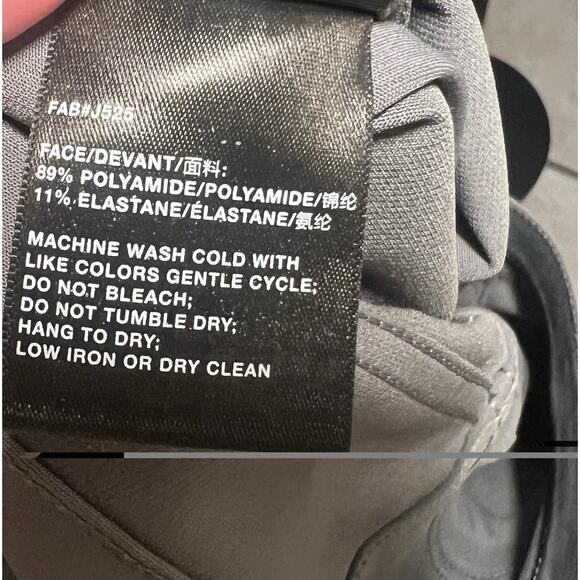 FAB#J525
FACE/DEVANT/面料:
89% POLYAMIDE/POLYAMIDE/锦纶
11% ELASTANE/ÉLASTANE/氨纶
MACHINE WASH COLD WITH
LIKE COLORS GENTLE CYCLE;
DO NOT BLEACH;
DO NOT TUMBLE DRY;
HANG TO DRY;
LOW IRON OR DRY CLEAN